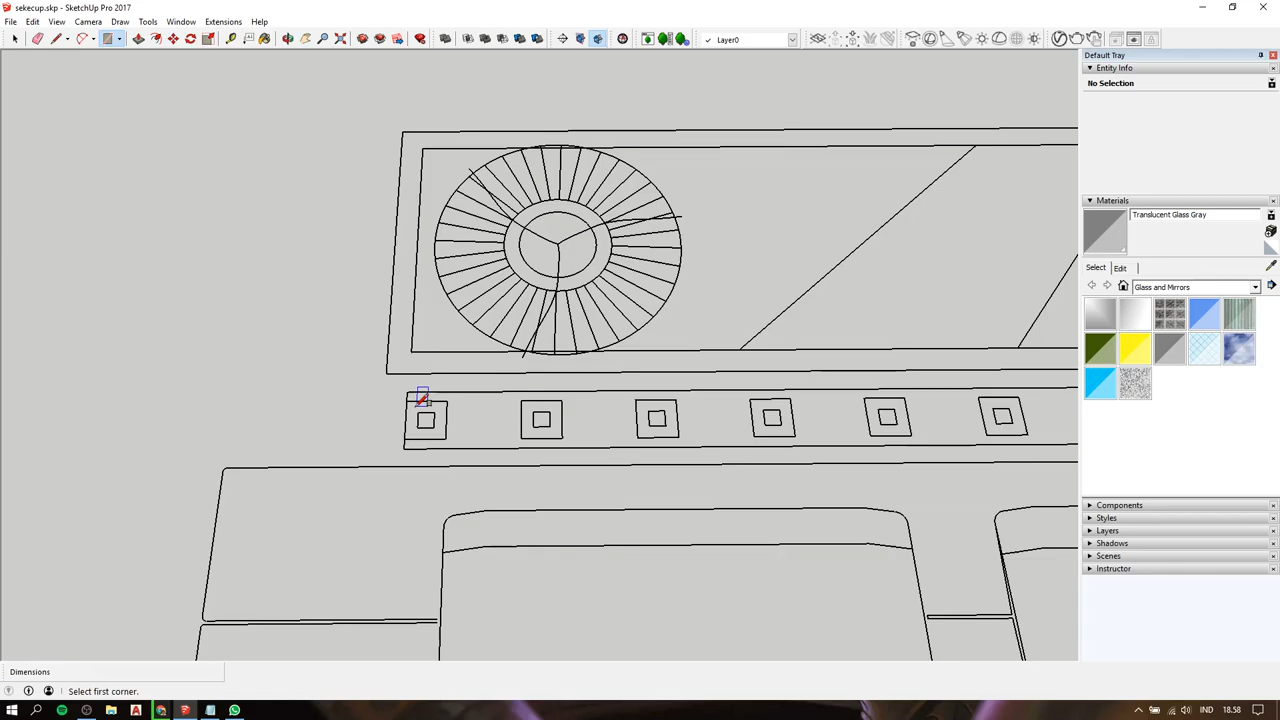 sekecup.skp - SketchUp Pro 2017
File Edit View Camera Draw Tools Window Extensions Help
Layer0
Default Tray
Entity Info
No Selection
Materials
Translucent Glass Gray
Select Edit
Glass and Mirrors
Components
Styles
Layers
Shadows
Scenes
Instructor
Dimensions
Select first corner.
IND 18.58